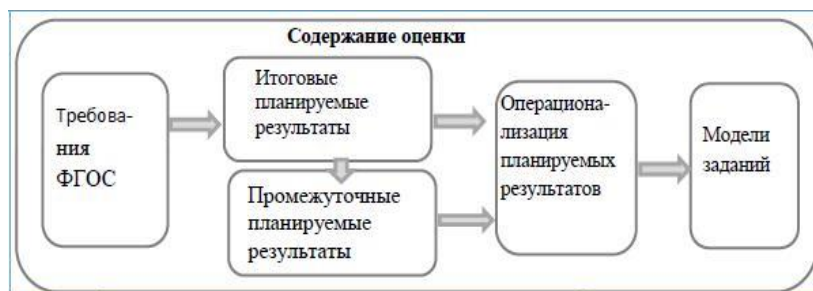 Содержание оценки
Требова-
ния
ФГОС
Итоговые
планируемые
результаты
Промежуточные
планируемые
результаты
Операциона-
лизация
планируемых
результатов
Модели
заданий